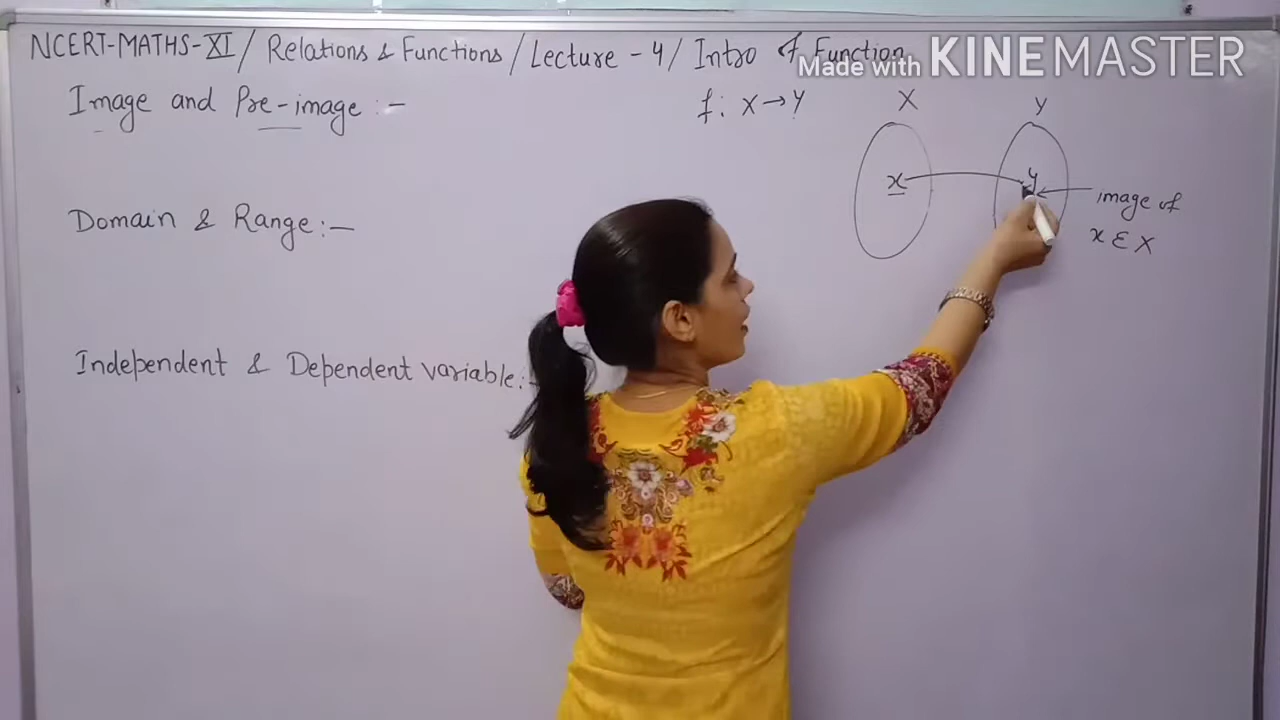 NCERT-MATHS-XI / Relations & Functions / Lecture - 4 / Intro of Function
Made with KINEMASTER
Image and Pre-image :-
f: X→Y
X
Y
x
y
image of
x ∈ X
Domain & Range :-
Independent & Dependent variable :-